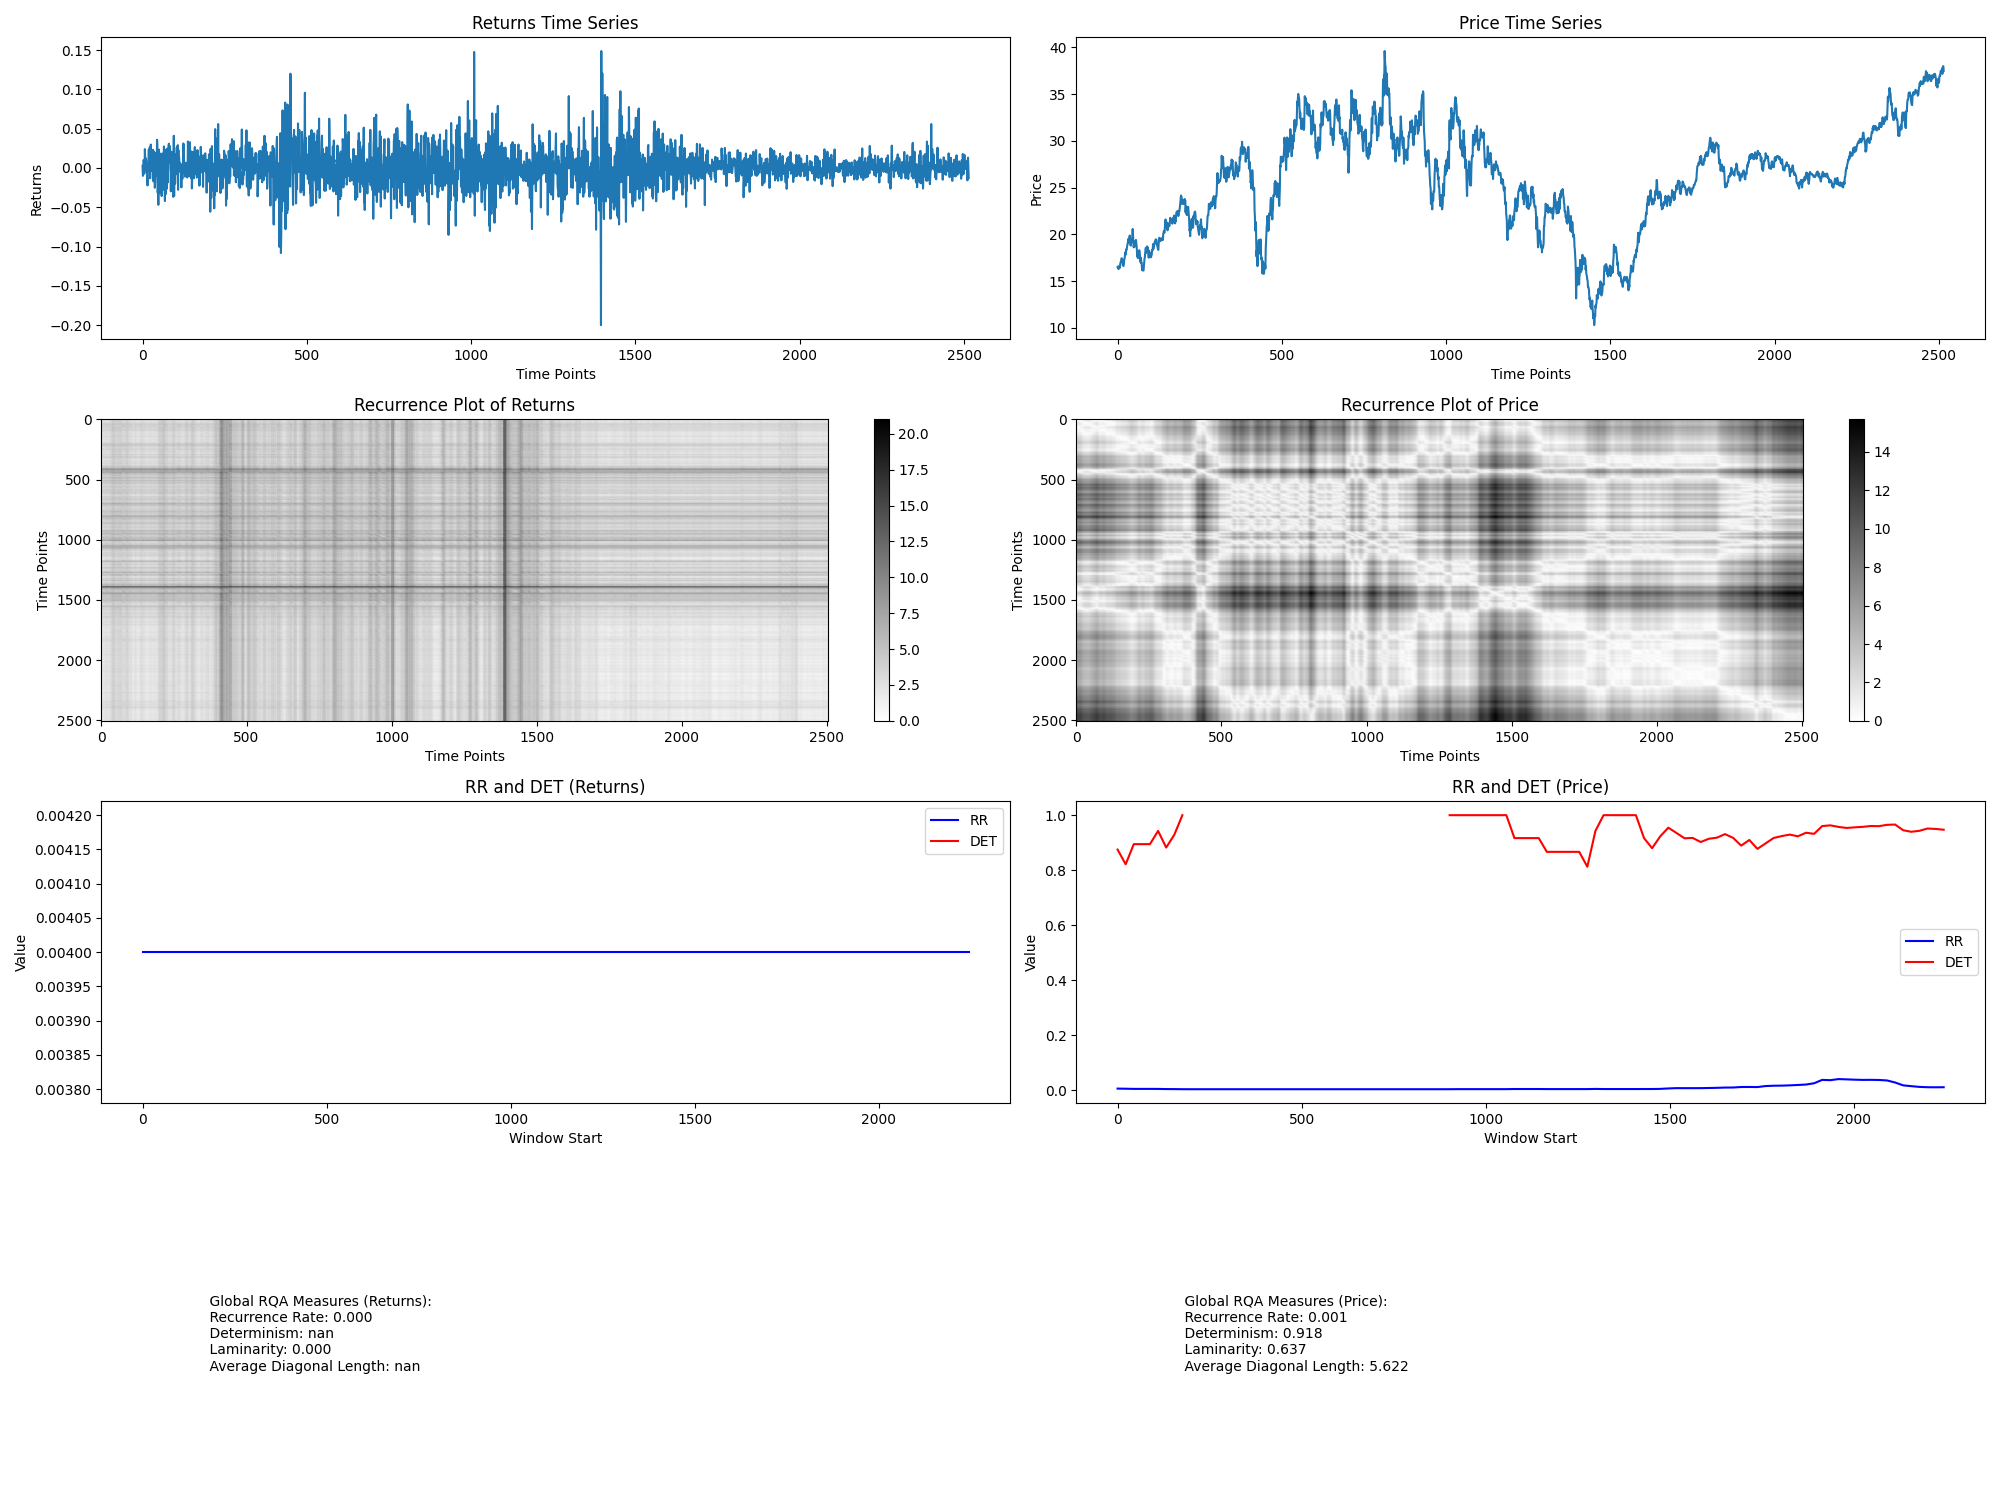 Returns Time Series
Returns
0.15
0.10
0.05
0.00
−0.05
−0.10
−0.15
−0.20
0 500 1000 1500 2000 2500
Time Points
Price Time Series
Price
40
35
30
25
20
15
10
0 500 1000 1500 2000 2500
Time Points
Recurrence Plot of Returns
Time Points
0
500
1000
1500
2000
2500
0 500 1000 1500 2000 2500
Time Points
20.0
17.5
15.0
12.5
10.0
7.5
5.0
2.5
0.0
Recurrence Plot of Price
Time Points
0
500
1000
1500
2000
2500
0 500 1000 1500 2000 2500
Time Points
14
12
10
8
6
4
2
0
RR and DET (Returns)
Value
0.00420
0.00415
0.00410
0.00405
0.00400
0.00395
0.00390
0.00385
0.00380
0 500 1000 1500 2000
Window Start
RR
DET
RR and DET (Price)
Value
1.0
0.8
0.6
0.4
0.2
0.0
0 500 1000 1500 2000
Window Start
RR
DET
Global RQA Measures (Returns):
Recurrence Rate: 0.000
Determinism: nan
Laminarity: 0.000
Average Diagonal Length: nan
Global RQA Measures (Price):
Recurrence Rate: 0.001
Determinism: 0.918
Laminarity: 0.637
Average Diagonal Length: 5.622